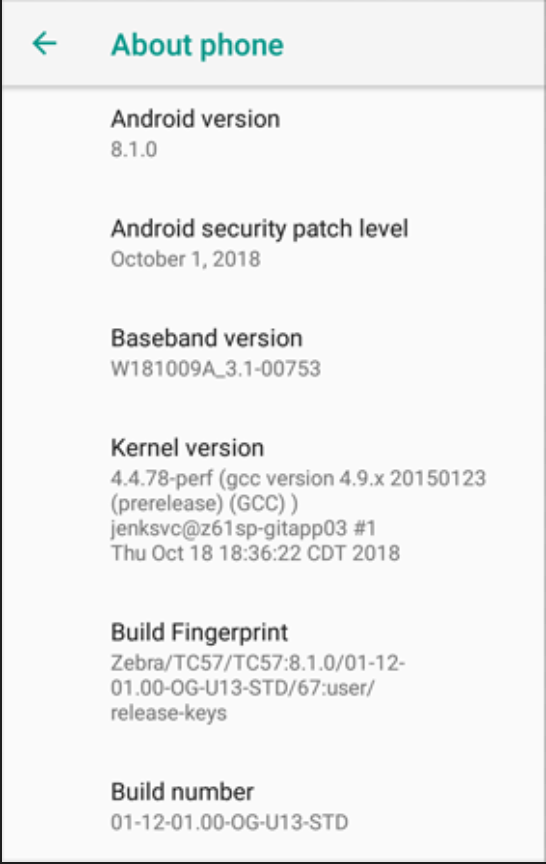 About phone
Android version
8.1.0
Android security patch level
October 1, 2018
Baseband version
W181009A_3.1-00753
Kernel version
4.4.78-perf (gcc version 4.9.x 20150123
(prerelease) (GCC) )
jenksvc@z61sp-gitapp03 #1
Thu Oct 18 18:36:22 CDT 2018
Build Fingerprint
Zebra/TC57/TC57:8.1.0/01-12-
01.00-OG-U13-STD/67:user/
release-keys
Build number
01-12-01.00-OG-U13-STD